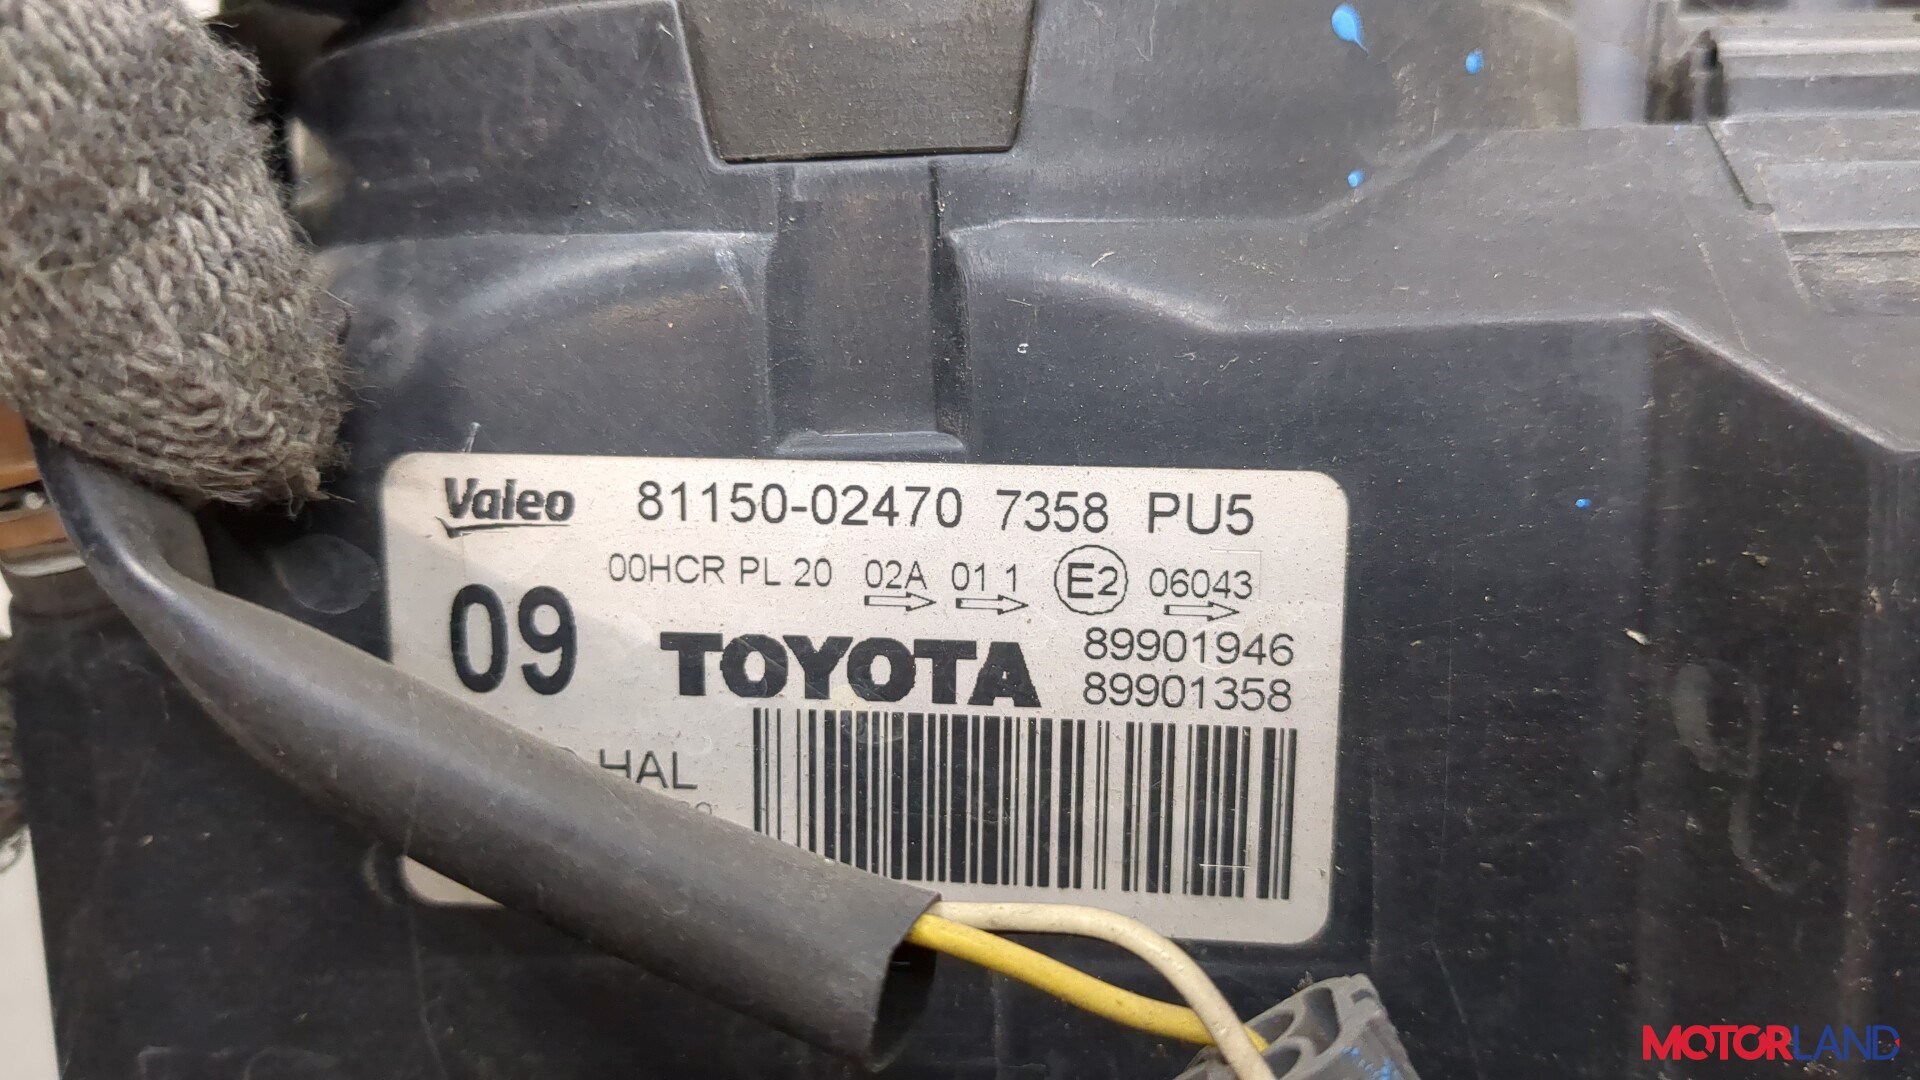 Valeo 81150-02470 7358 PU5
00HCR PL 20 02A 01 1 E2 06043
09 TOYOTA 89901946
89901358
HAL
MOTORLAND